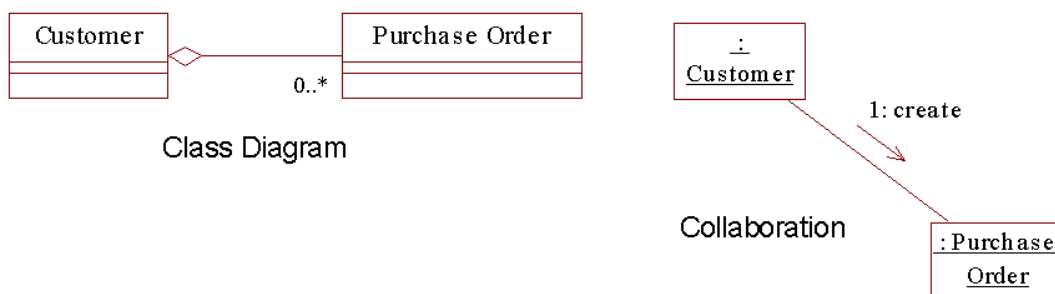 Customer
Purchase Order
0..*
Class Diagram
:
Customer
1: create
Collaboration
: Purchase
Order